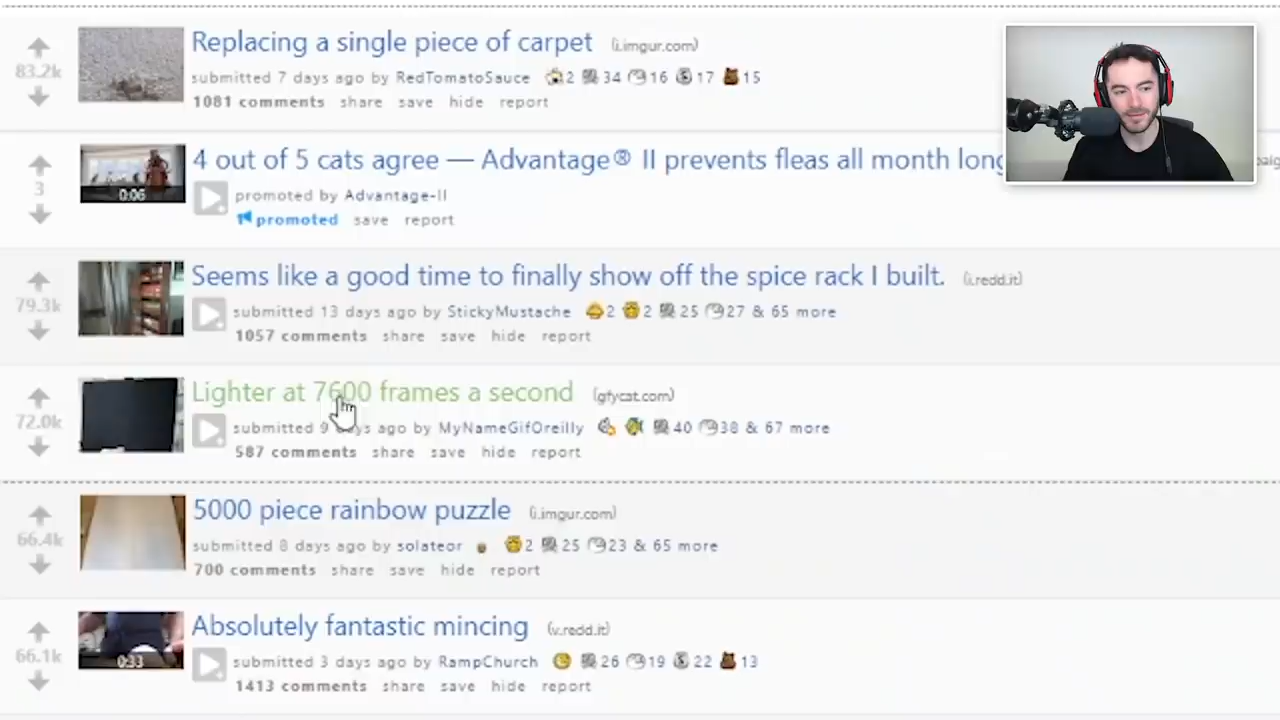 Replacing a single piece of carpet (i.imgur.com)
83.2k
submitted 7 days ago by RedTomatoSauce 2 34 16 17 15
1081 comments share save hide report
4 out of 5 cats agree — Advantage® II prevents fleas all month long
3
0:06
promoted by Advantage-II
promoted save report
Seems like a good time to finally show off the spice rack I built. (i.redd.it)
79.3k
submitted 13 days ago by StickyMustache 2 2 25 27 & 65 more
1057 comments share save hide report
Lighter at 7600 frames a second (gfycat.com)
72.0k
submitted 9 days ago by MyNameGifOreilly 40 38 & 67 more
587 comments share save hide report
5000 piece rainbow puzzle (i.imgur.com)
66.4k
submitted 8 days ago by solateor 2 25 23 & 65 more
700 comments share save hide report
Absolutely fantastic mincing (v.redd.it)
66.1k
0:33
submitted 3 days ago by RampChurch 26 19 22 13
1413 comments share save hide report